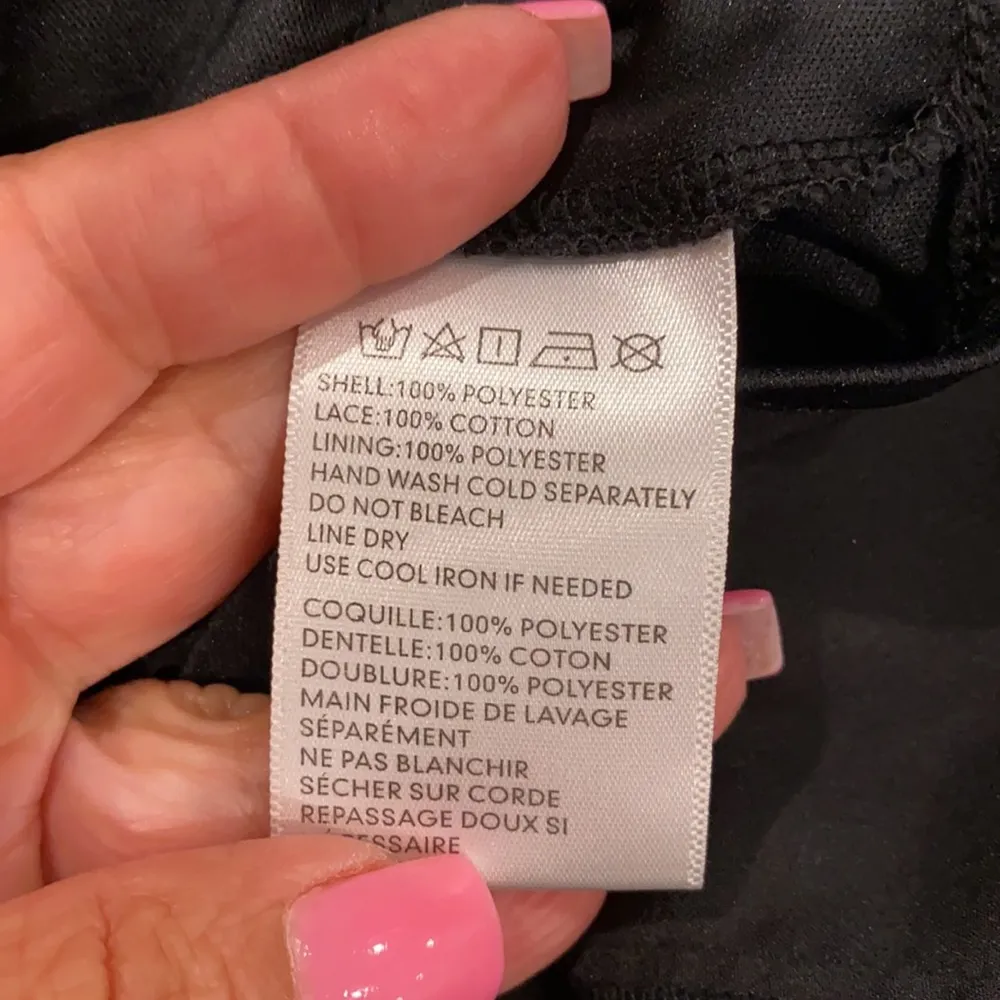 SHELL:100% POLYESTER
LACE:100% COTTON
LINING:100% POLYESTER
HAND WASH COLD SEPARATELY
DO NOT BLEACH
LINE DRY
USE COOL IRON IF NEEDED
COQUILLE:100% POLYESTER
DENTELLE:100% COTON
DOUBLURE:100% POLYESTER
MAIN FROIDE DE LAVAGE
SÉPARÉMENT
NE PAS BLANCHIR
SÉCHER SUR CORDE
REPASSAGE DOUX SI